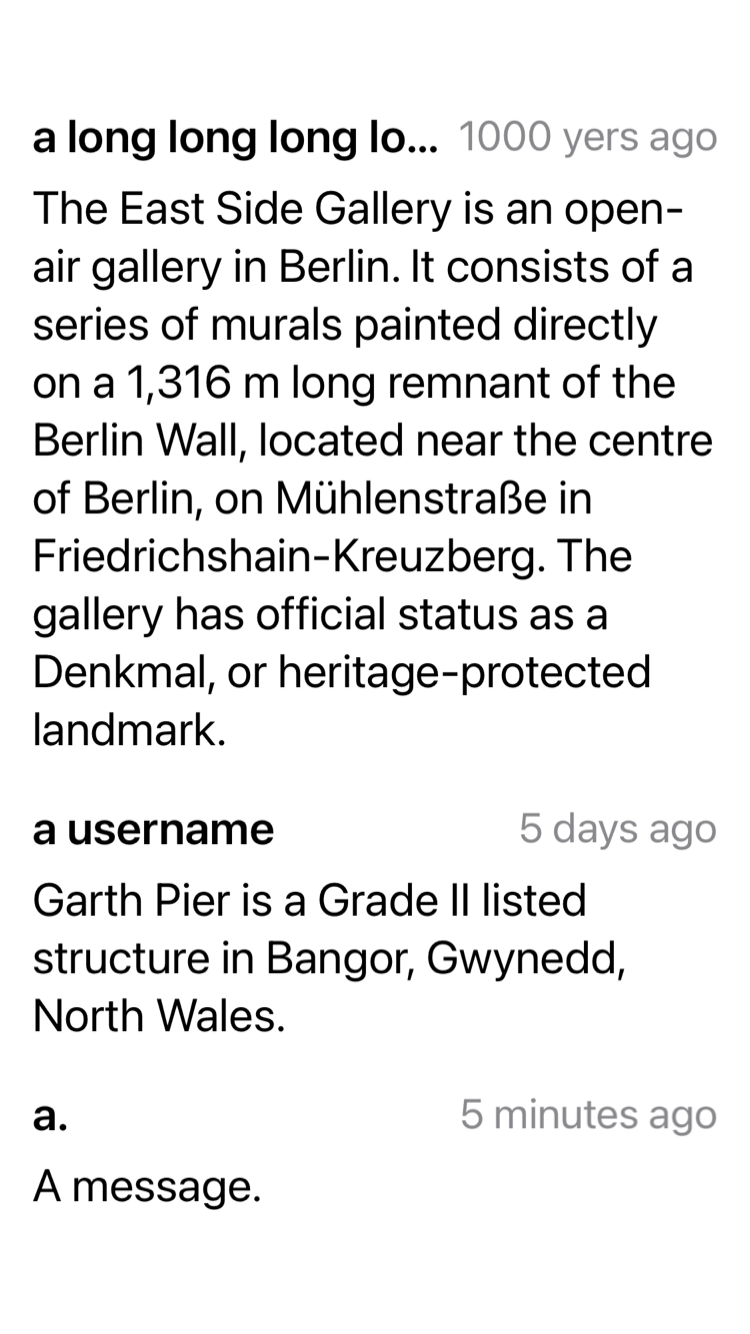 a long long long lo... 1000 yers ago
The East Side Gallery is an open-
air gallery in Berlin. It consists of a
series of murals painted directly
on a 1,316 m long remnant of the
Berlin Wall, located near the centre
of Berlin, on Mühlenstraße in
Friedrichshain-Kreuzberg. The
gallery has official status as a
Denkmal, or heritage-protected
landmark.
a username 5 days ago
Garth Pier is a Grade II listed
structure in Bangor, Gwynedd,
North Wales.
a. 5 minutes ago
A message.